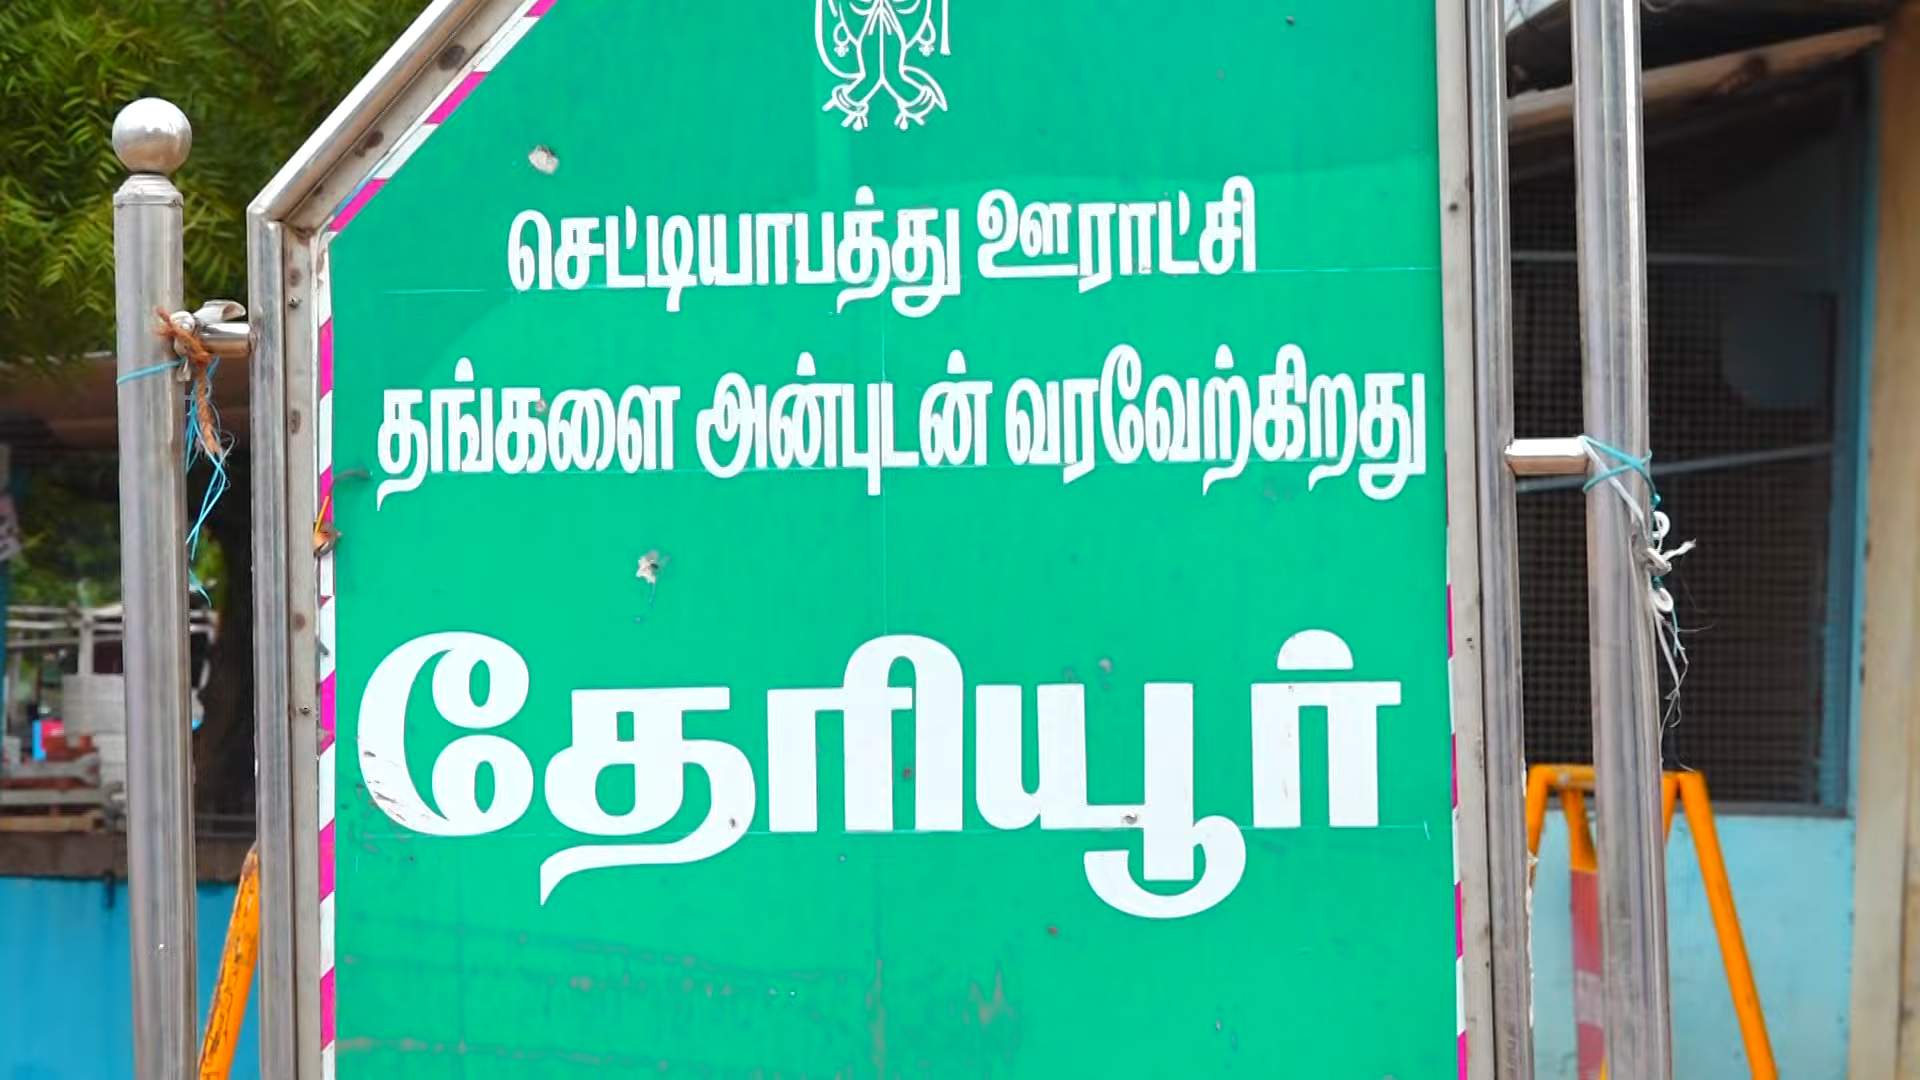 செட்டியாபத்து ஊராட்சி
தங்களை அன்புடன் வரவேற்கிறது
தேரியூர்